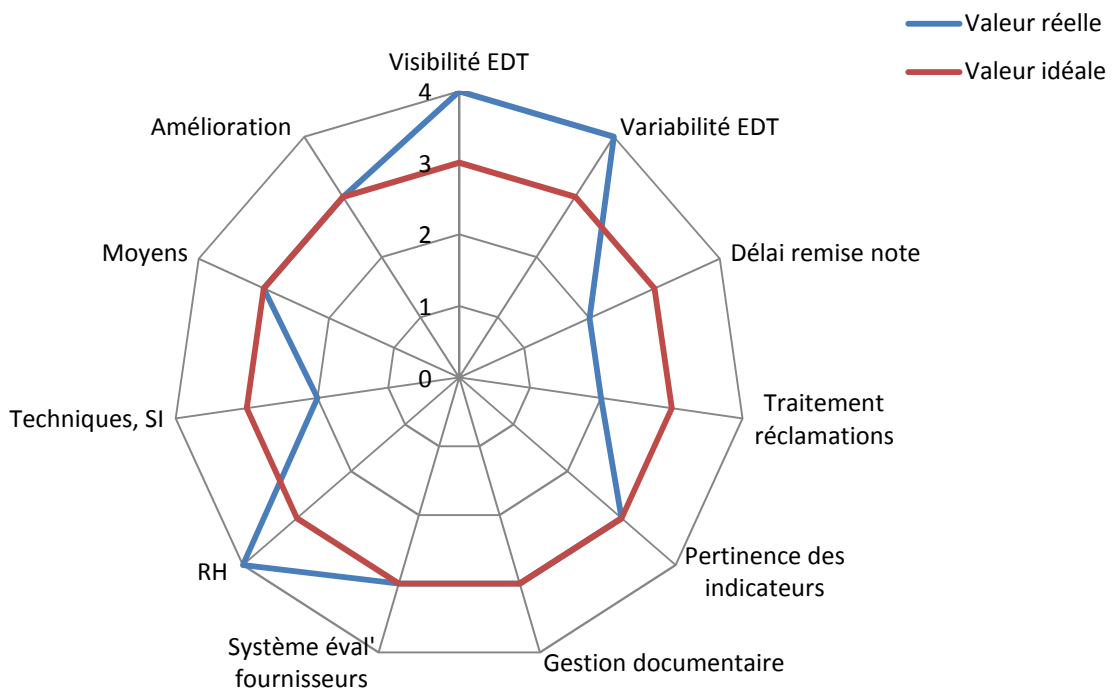 Valeur réelle
Valeur idéale
Visibilité EDT
Variabilité EDT
Délai remise note
Traitement
réclamations
Pertinence des
indicateurs
Gestion documentaire
Système éval'
fournisseurs
RH
Techniques, SI
Moyens
Amélioration
4
3
2
1
0